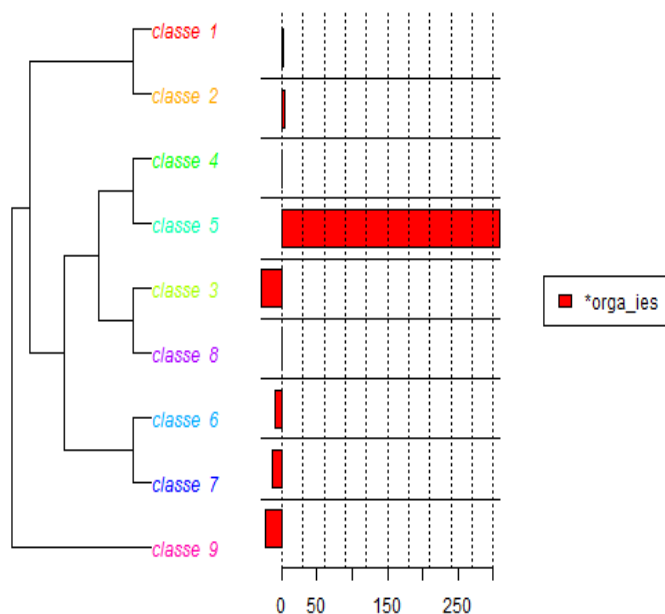 classe 1
classe 2
classe 4
classe 5
classe 3
*orga_ies
classe 8
classe 6
classe 7
classe 9
0 50 150 250